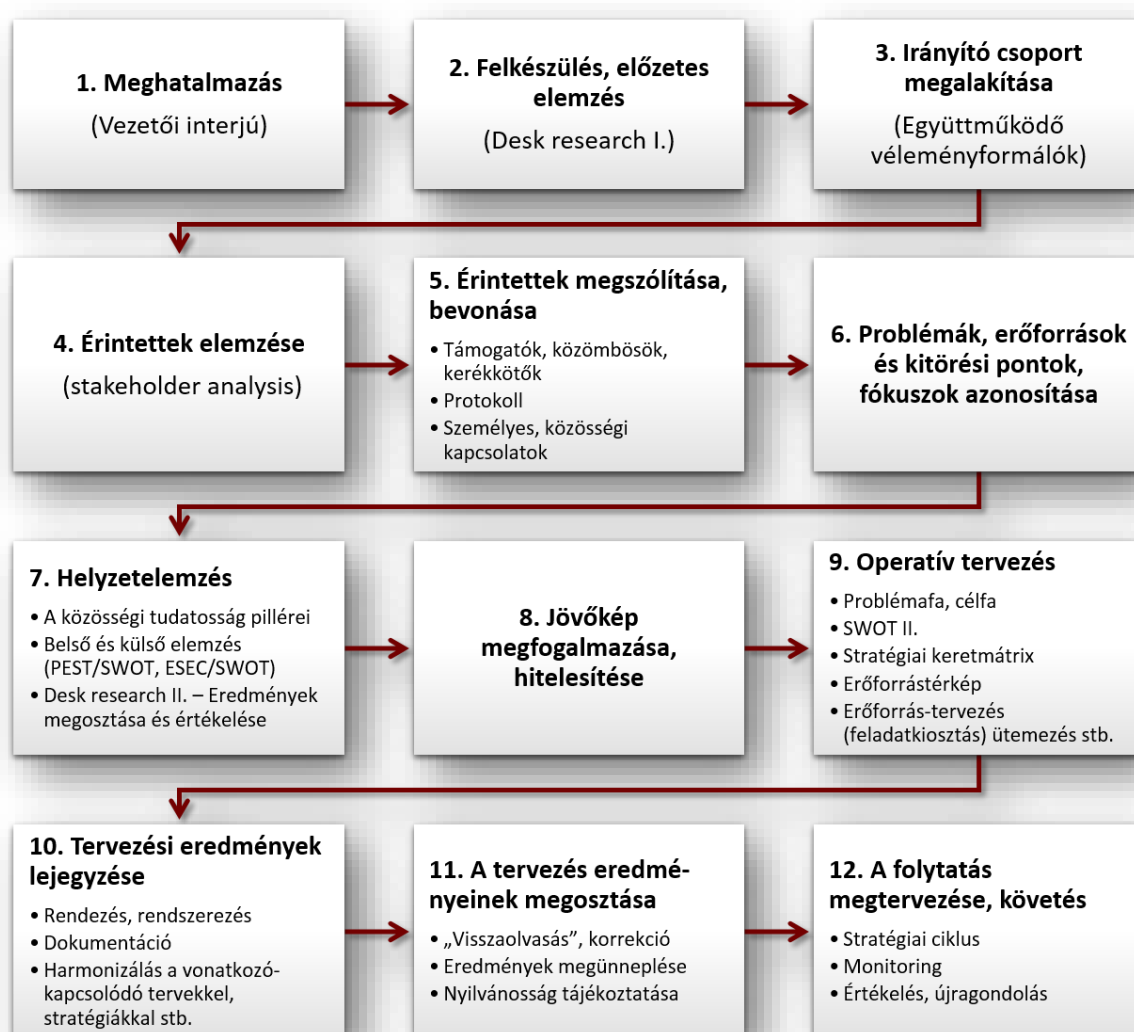 1. Meghatalmazás
(Vezetői interjú)
2. Felkészülés, előzetes
elemzés
(Desk research I.)
3. Irányító csoport
megalakítása
(Együttműködő
véleményformálók)
4. Érintettek elemzése
(stakeholder analysis)
5. Érintettek megszólítása,
bevonása
• Támogatók, közömbösök,
kerékkötők
• Protokoll
• Személyes, közösségi
kapcsolatok
6. Problémák, erőforrások
és kitörési pontok,
fókuszok azonosítása
7. Helyzetelemzés
• A közösségi tudatosság pillérei
• Belső és külső elemzés
(PEST/SWOT, ESEC/SWOT)
• Desk research II. – Eredmények
megosztása és értékelése
8. Jövőkép
megfogalmazása,
hitelesítése
9. Operatív tervezés
• Problémafa, célfa
• SWOT II.
• Stratégiai keretmátrix
• Erőforrástérkép
• Erőforrás-tervezés
(feladatkiosztás) ütemezés stb.
10. Tervezési eredmények
lejegyzése
• Rendezés, rendszerezés
• Dokumentáció
• Harmonizálás a vonatkozó-
kapcsolódó tervekkel,
stratégiákkal stb.
11. A tervezés eredmé-
nyeinek megosztása
• „Visszaolvasás”, korrekció
• Eredmények megünneplése
• Nyilvánosság tájékoztatása
12. A folytatás
megtervezése, követés
• Stratégiai ciklus
• Monitoring
• Értékelés, újragondolás